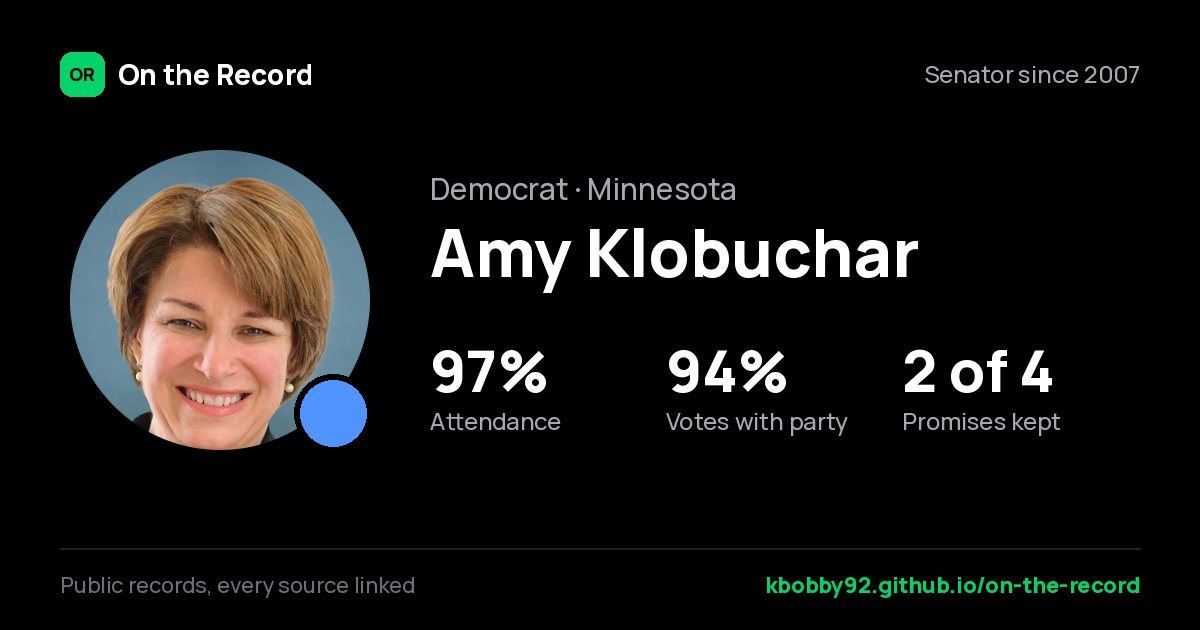 OR On the Record
Senator since 2007
Democrat · Minnesota
Amy Klobuchar
97% 94% 2 of 4
Attendance Votes with party Promises kept
Public records, every source linked
kbobby92.github.io/on-the-record